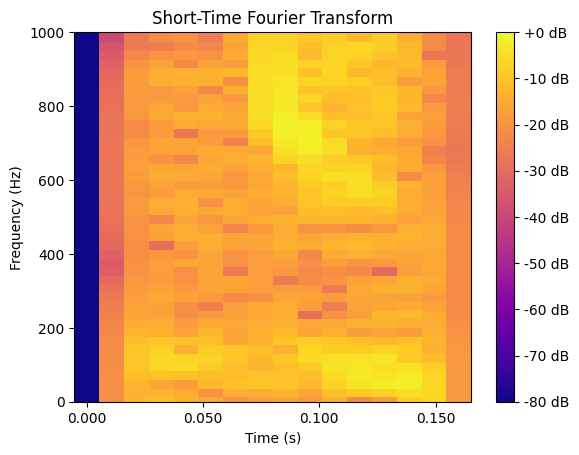 Short-Time Fourier Transform
1000
800
600
400
200
0
Frequency (Hz)
0.000
0.050
0.100
0.150
Time (s)
+0 dB
-10 dB
-20 dB
-30 dB
-40 dB
-50 dB
-60 dB
-70 dB
-80 dB